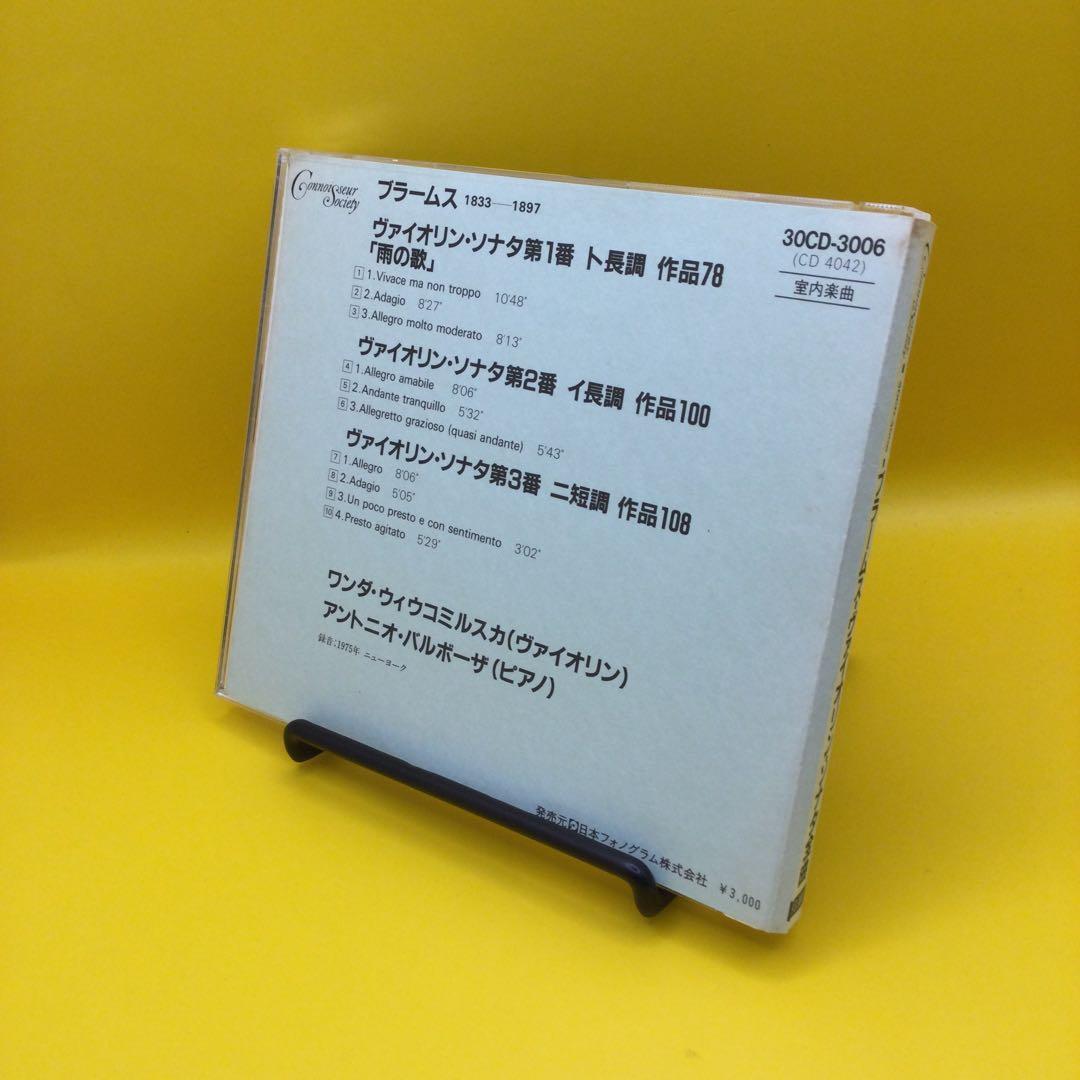 Connoisseur
Society
ブラームス 1833―1897
30CD-3006
(CD 4042)
室内楽曲
ヴァイオリン・ソナタ第1番 ト長調 作品78
「雨の歌」
1 1.Vivace ma non troppo 10'48"
2 2.Adagio 8'27"
3 3.Allegro molto moderato 8'13"
ヴァイオリン・ソナタ第2番 イ長調 作品100
4 1.Allegro amabile 8'06"
5 2.Andante tranquillo 5'32"
6 3.Allegretto grazioso (quasi andante) 5'43"
ヴァイオリン・ソナタ第3番 ニ短調 作品108
7 1.Allegro 8'06"
8 2.Adagio 5'05"
9 3.Un poco presto e con sentimento 3'02"
10 4.Presto agitato 5'29"
ワンダ・ウィウコミルスカ(ヴァイオリン)
アントニオ・バルボーザ(ピアノ)
録音:1975年 ニューヨーク
発売元 日本フォノグラム株式会社 ¥3,000